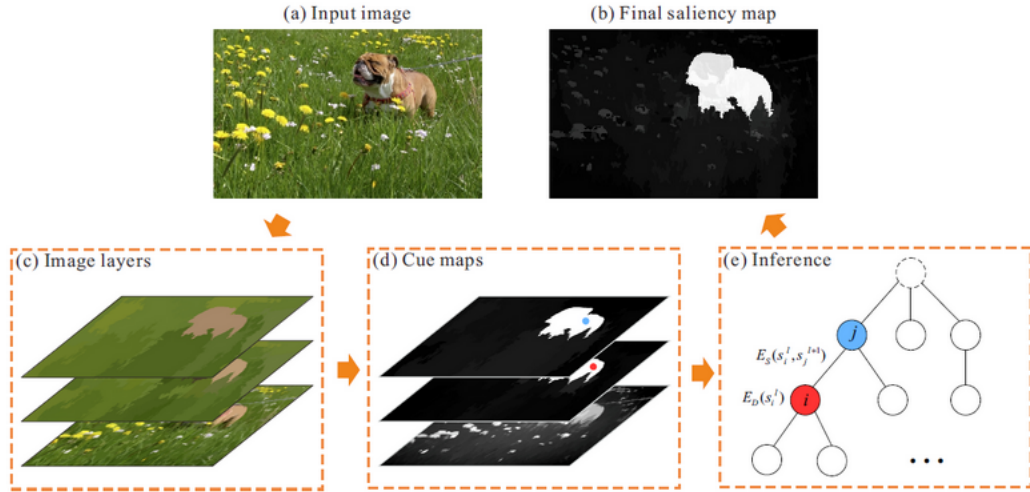 (a) Input image
(b) Final saliency map
(c) Image layers
(d) Cue maps
(e) Inference
j
E_S(s_i^l, s_j^{l+1})
E_D(s_i^l)
i
• • •